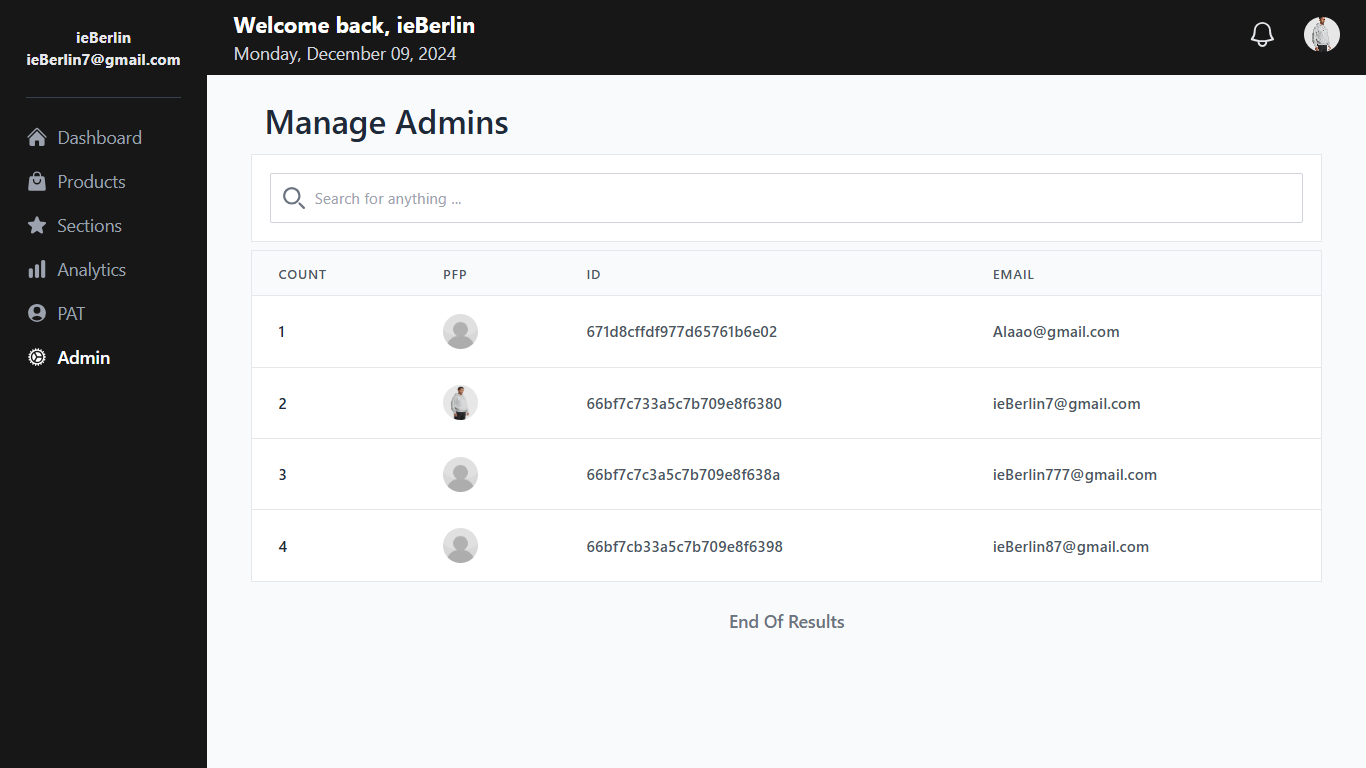 ieBerlin
ieBerlin7@gmail.com
Dashboard
Products
Sections
Analytics
PAT
Admin
Welcome back, ieBerlin
Monday, December 09, 2024
Manage Admins
Search for anything ...
COUNT PFP ID EMAIL
1 671d8cffdf977d65761b6e02 Alaao@gmail.com
2 66bf7c733a5c7b709e8f6380 ieBerlin7@gmail.com
3 66bf7c7c3a5c7b709e8f638a ieBerlin777@gmail.com
4 66bf7cb33a5c7b709e8f6398 ieBerlin87@gmail.com
End Of Results